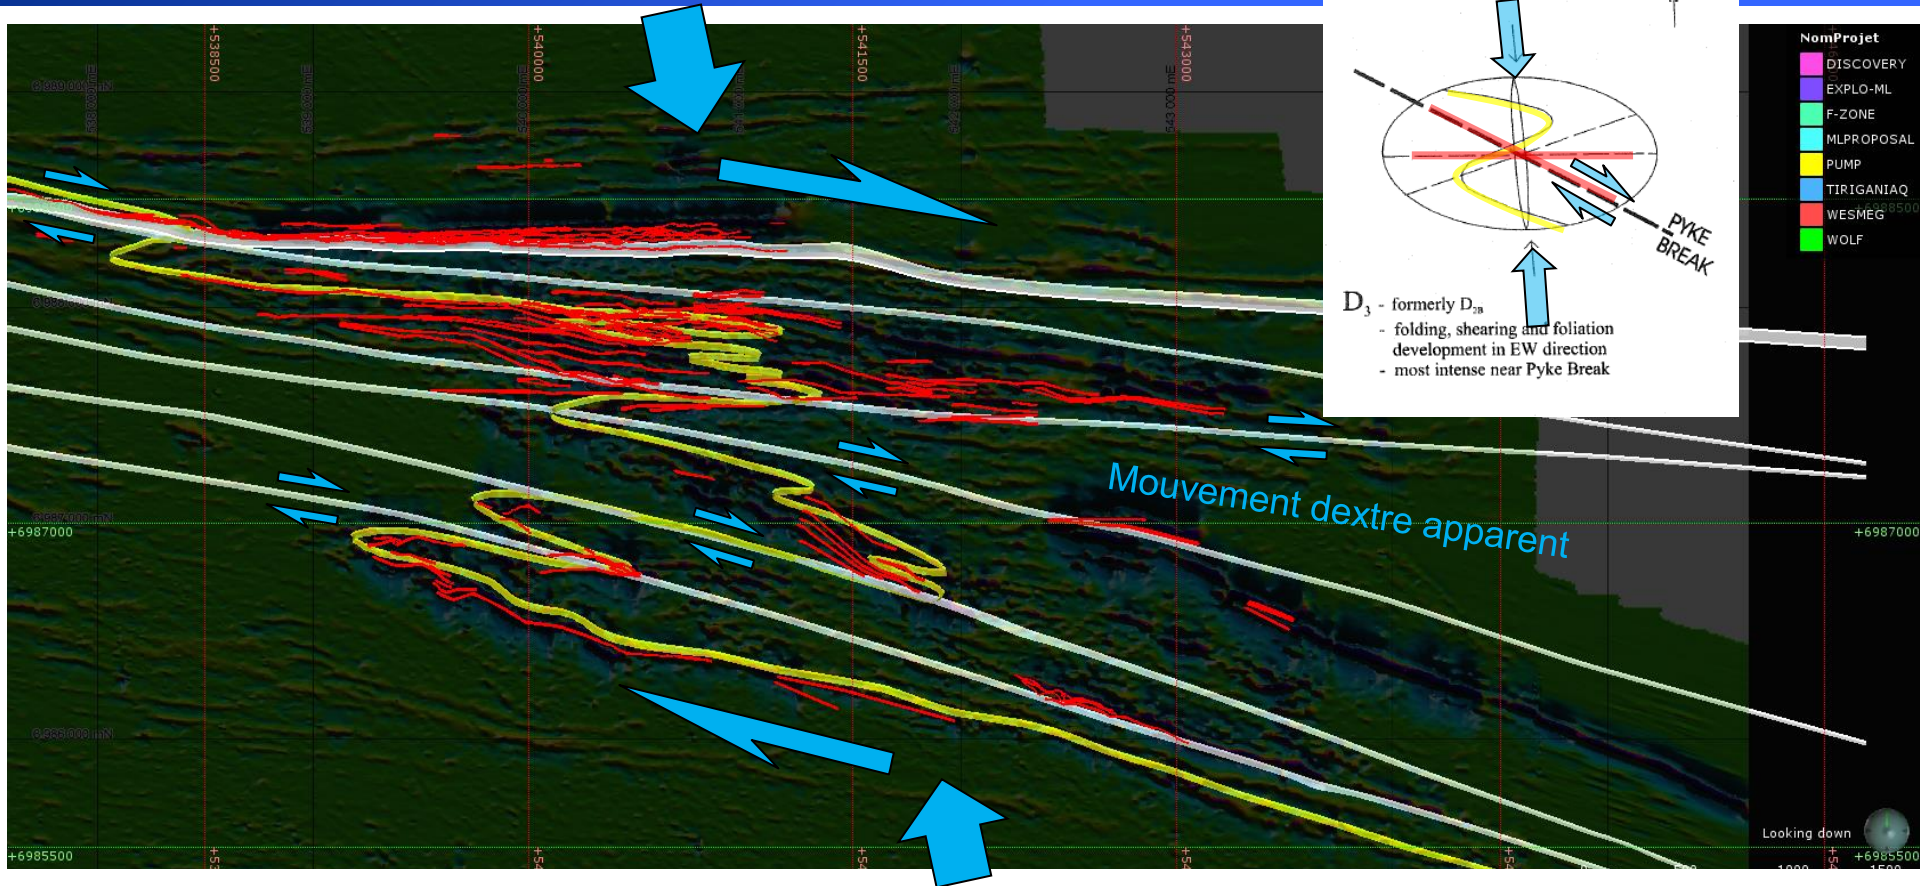 NomProjet
DISCOVERY
EXPLO-ML
F-ZONE
MLPROPOSAL
PUMP
TIRIGANIAQ
WESMEG
WOLF
+538500
+540000
+541500
+543000
PYKE
BREAK
D3 - formerly D2B
- folding, shearing and foliation
development in EW direction
- most intense near Pyke Break
+6988500
Mouvement dextre apparent
+6987000
+6987000
Looking down
+6985500
+6985500